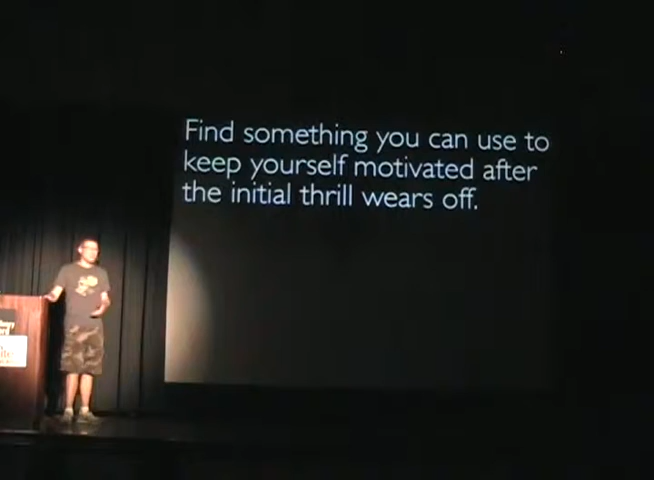 Find something you can use to
keep yourself motivated after
the initial thrill wears off.